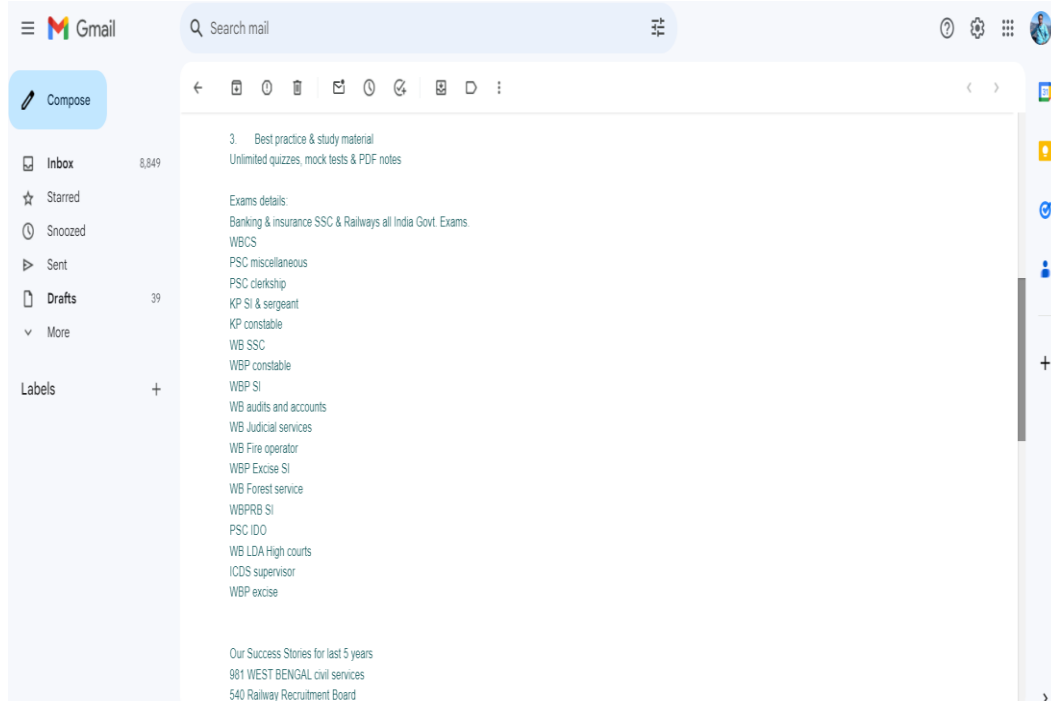 Gmail
Search mail
Compose
Inbox 8,849
Starred
Snoozed
Sent
Drafts 39
More
Labels
3. Best practice & study material
Unlimited quizzes, mock tests & PDF notes
Exams details:
Banking & insurance SSC & Railways all India Govt. Exams.
WBCS
PSC miscellaneous
PSC clerkship
KP SI & sergeant
KP constable
WB SSC
WBP constable
WBP SI
WB audits and accounts
WB Judicial services
WB Fire operator
WBP Excise SI
WB Forest service
WBPRB SI
PSC IDO
WB LDA High courts
ICDS supervisor
WBP excise
Our Success Stories for last 5 years
981 WEST BENGAL civil services
540 Railway Recruitment Board
31